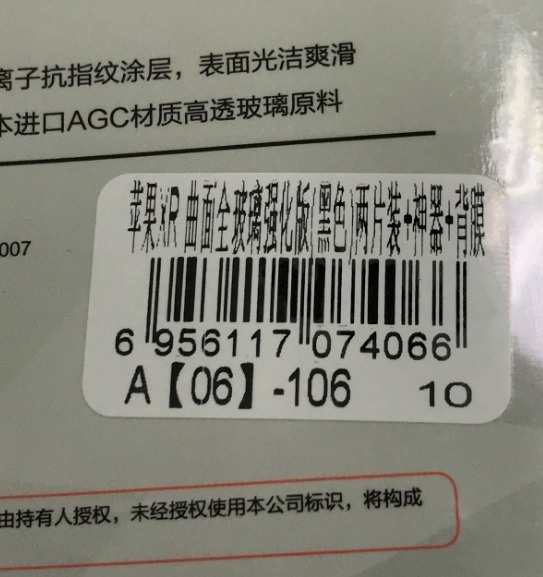 离子抗指纹涂层，表面光洁爽滑
本进口AGC材质高透玻璃原料
007
苹果XR 曲面全玻璃强化版(黑色)两片装+神器+背膜
6 956117 074066
A【06】-106 10
由持有人授权，未经授权使用本公司标识，将构成